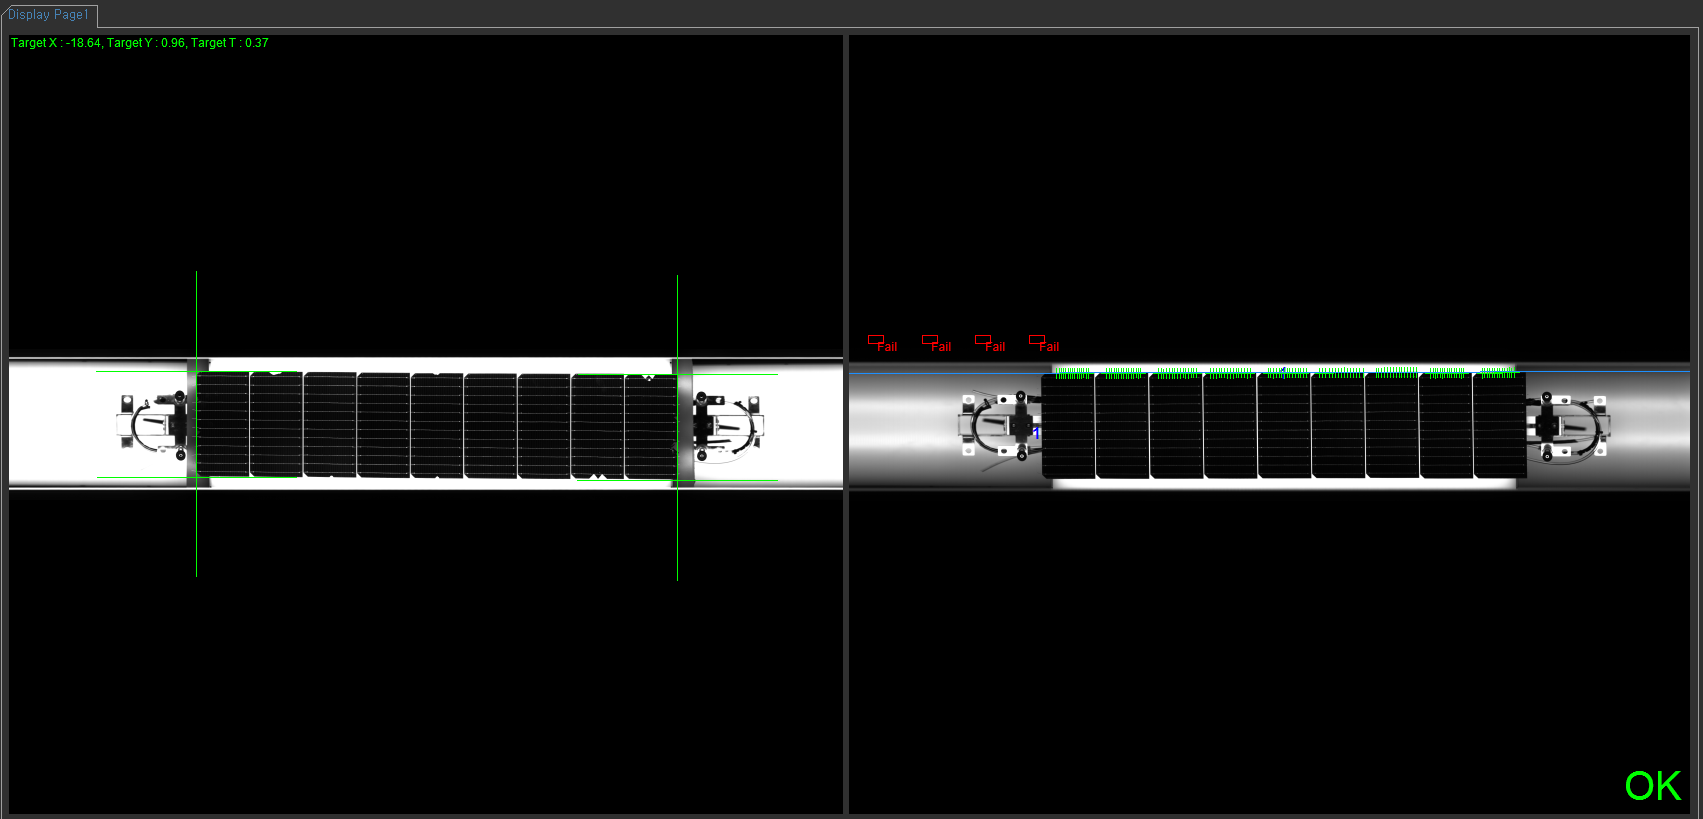 Display Page1
Target X : -18.64, Target Y : 0.96, Target T : 0.37
Fail
Fail
Fail
Fail
1
OK